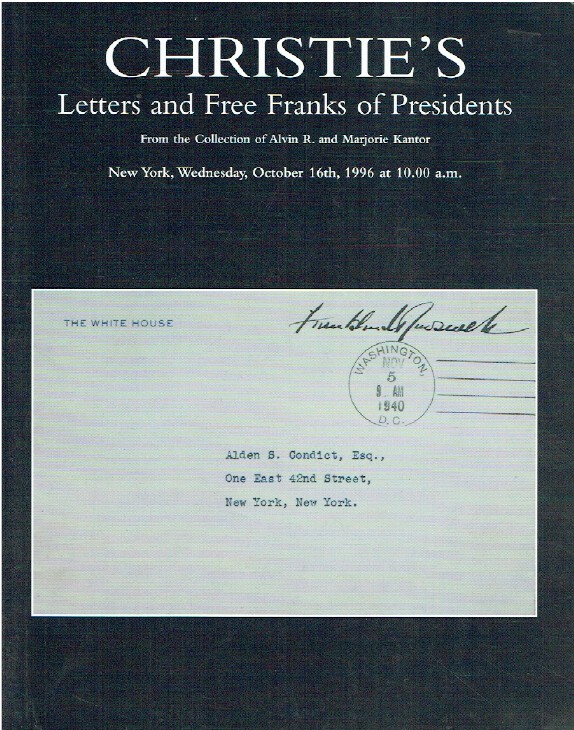 CHRISTIE'S
Letters and Free Franks of Presidents
From the Collection of Alvin R. and Marjorie Kantor
New York, Wednesday, October 16th, 1996 at 10.00 a.m.
THE WHITE HOUSE
Franklin D Roosevelt
WASHINGTON,
NOV
5
9 AM
1940
D.C.
Alden S. Condict, Esq.,
One East 42nd Street,
New York, New York.